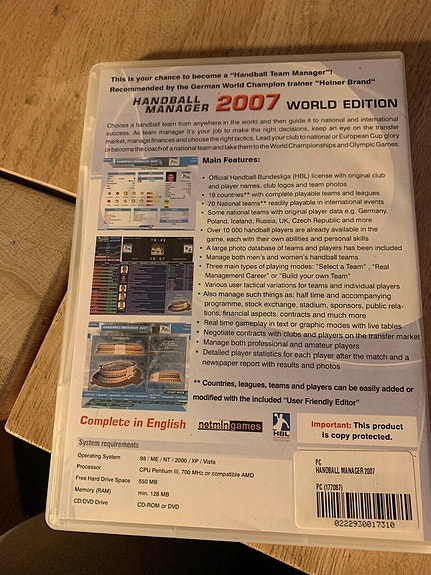 This is your chance to become a "Handball Team Manager"!
Recommended by the German World Champion trainer "Heiner Brand"
HANDBALL MANAGER 2007 WORLD EDITION
Choose a handball team from anywhere in the world and then guide it to national and international
success. As team manager it's your job to make the right decisions, keep an eye on the transfer
market, manage finances and choose the right tactics. Lead your club to national or European Cup glory
or become the coach of a national team and take them to the World Championships and Olympic Games.
Main Features:
• Official Handball-Bundesliga (HBL) license with original club
and player names, club logos and team photos
• 19 countries** with complete playable teams and leagues
• 70 National teams** readily playable in international events
• Some national teams with original player data e.g. Germany,
Poland, Iceland, Russia, UK, Czech Republic and more
• Over 10 000 handball players are already available in the
game, each with their own abilities and personal skills
• A large photo database of teams and players has been included
• Manage both men's and women's handball teams
• Three main types of playing modes: "Select a Team" , "Real
Management Career" or "Build your own Team"
• Various user tactical variations for teams and individual players
• Also manage such things as: half time and accompanying
programme, stock exchange, stadium, sponsors, public rela-
tions, financial aspects, contracts and much more
• Real time gameplay in text or graphic modes with live tables
• Negotiate contracts with clubs and players on the transfer market
• Manage both professional and amateur players
• Detailed player statistics for each player after the match and a
newspaper report with results and photos
** Countries, leagues, teams and players can be easily added or
modified with the included "User Friendly Editor"
Complete in English
netmin games
HBL
Important: This product
is copy protected.
System requirements
Operating System 98 / ME / NT / 2000 / XP / Vista
Processor CPU Pentium III, 700 MHz or compatible AMD
Free Hard Drive Space 550 MB
Memory (RAM) min. 128 MB
CD/DVD Drive CD-ROM or DVD
PC
HANDBALL MANAGER 2007
PC (177087)
0222930017310